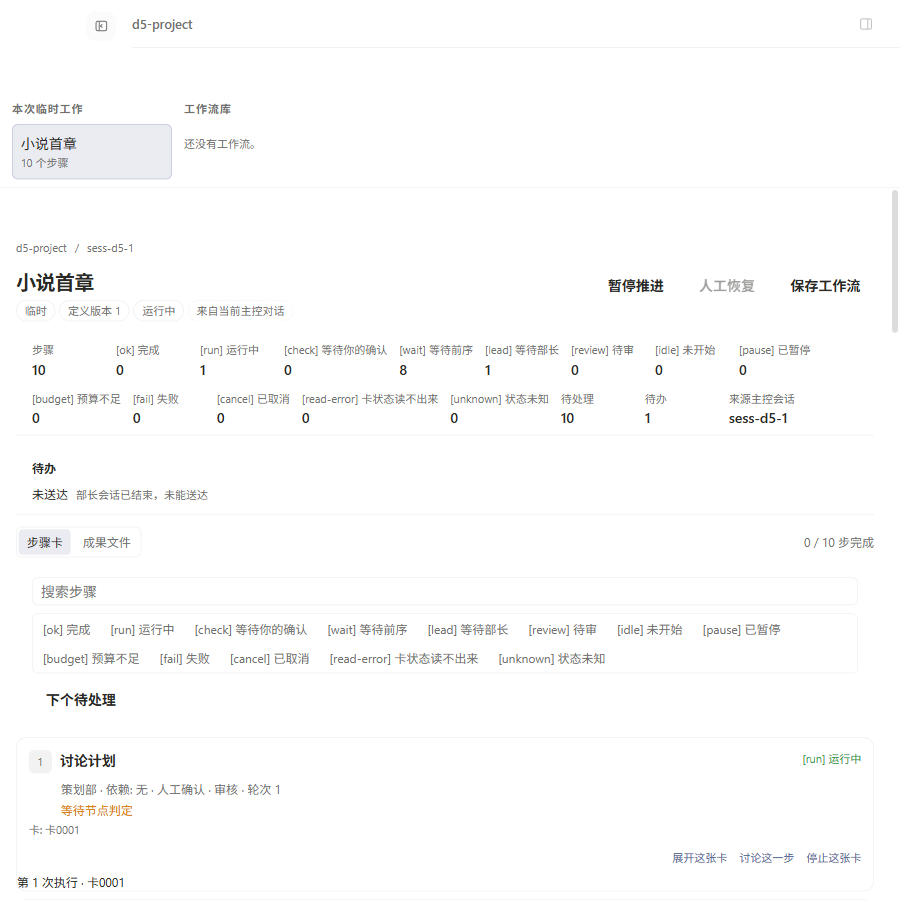 d5-project
本次临时工作
工作流库
小说首章
10 个步骤
还没有工作流。
d5-project / sess-d5-1
小说首章
暂停推进 人工恢复 保存工作流
临时 定义版本 1 运行中 来自当前主控对话
步骤 [ok] 完成 [run] 运行中 [check] 等待你的确认 [wait] 等待前序 [lead] 等待部长 [review] 待审 [idle] 未开始 [pause] 已暂停
10 0 1 0 8 1 0 0 0
[budget] 预算不足 [fail] 失败 [cancel] 已取消 [read-error] 卡状态读不出来 [unknown] 状态未知 待处理 待办 来源主控会话
0 0 0 0 0 10 1 sess-d5-1
待办
未送达 部长会话已结束，未能送达
步骤卡 成果文件 0 / 10 步完成
搜索步骤
[ok] 完成 [run] 运行中 [check] 等待你的确认 [wait] 等待前序 [lead] 等待部长 [review] 待审 [idle] 未开始 [pause] 已暂停
[budget] 预算不足 [fail] 失败 [cancel] 已取消 [read-error] 卡状态读不出来 [unknown] 状态未知
下个待处理
1 讨论计划 [run] 运行中
策划部 · 依赖: 无 · 人工确认 · 审核 · 轮次 1
等待节点判定
卡: 卡0001
展开这张卡 讨论这一步 停止这张卡
第 1 次执行 · 卡0001